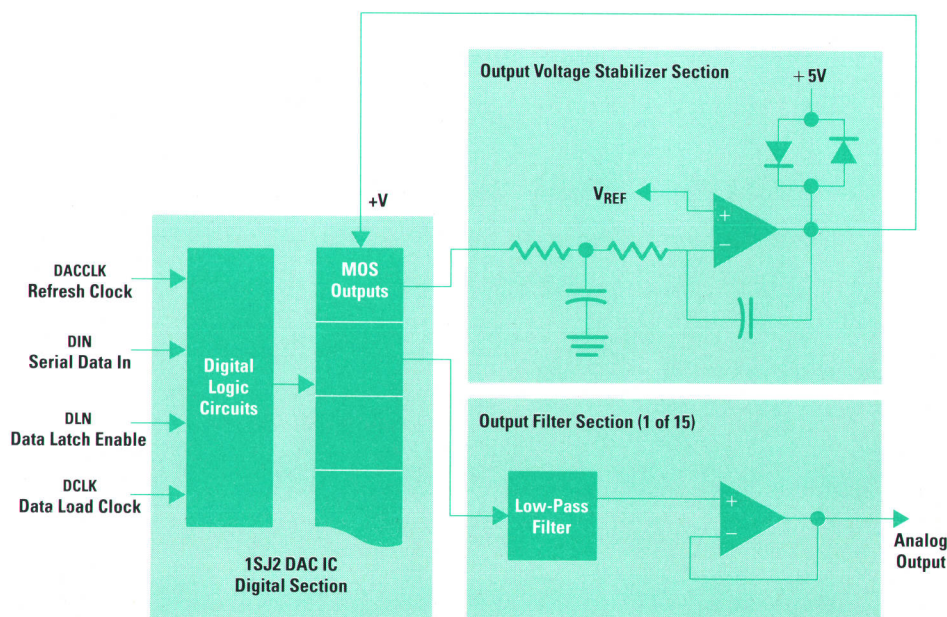 Output Voltage Stabilizer Section
+ 5V
+V
VREF
+
−
DACCLK
Refresh Clock
MOS
Outputs
DIN
Serial Data In
Digital
Logic
Circuits
DLN
Data Latch Enable
DCLK
Data Load Clock
1SJ2 DAC IC
Digital Section
Output Filter Section (1 of 15)
Low-Pass
Filter
+
−
Analog
Output